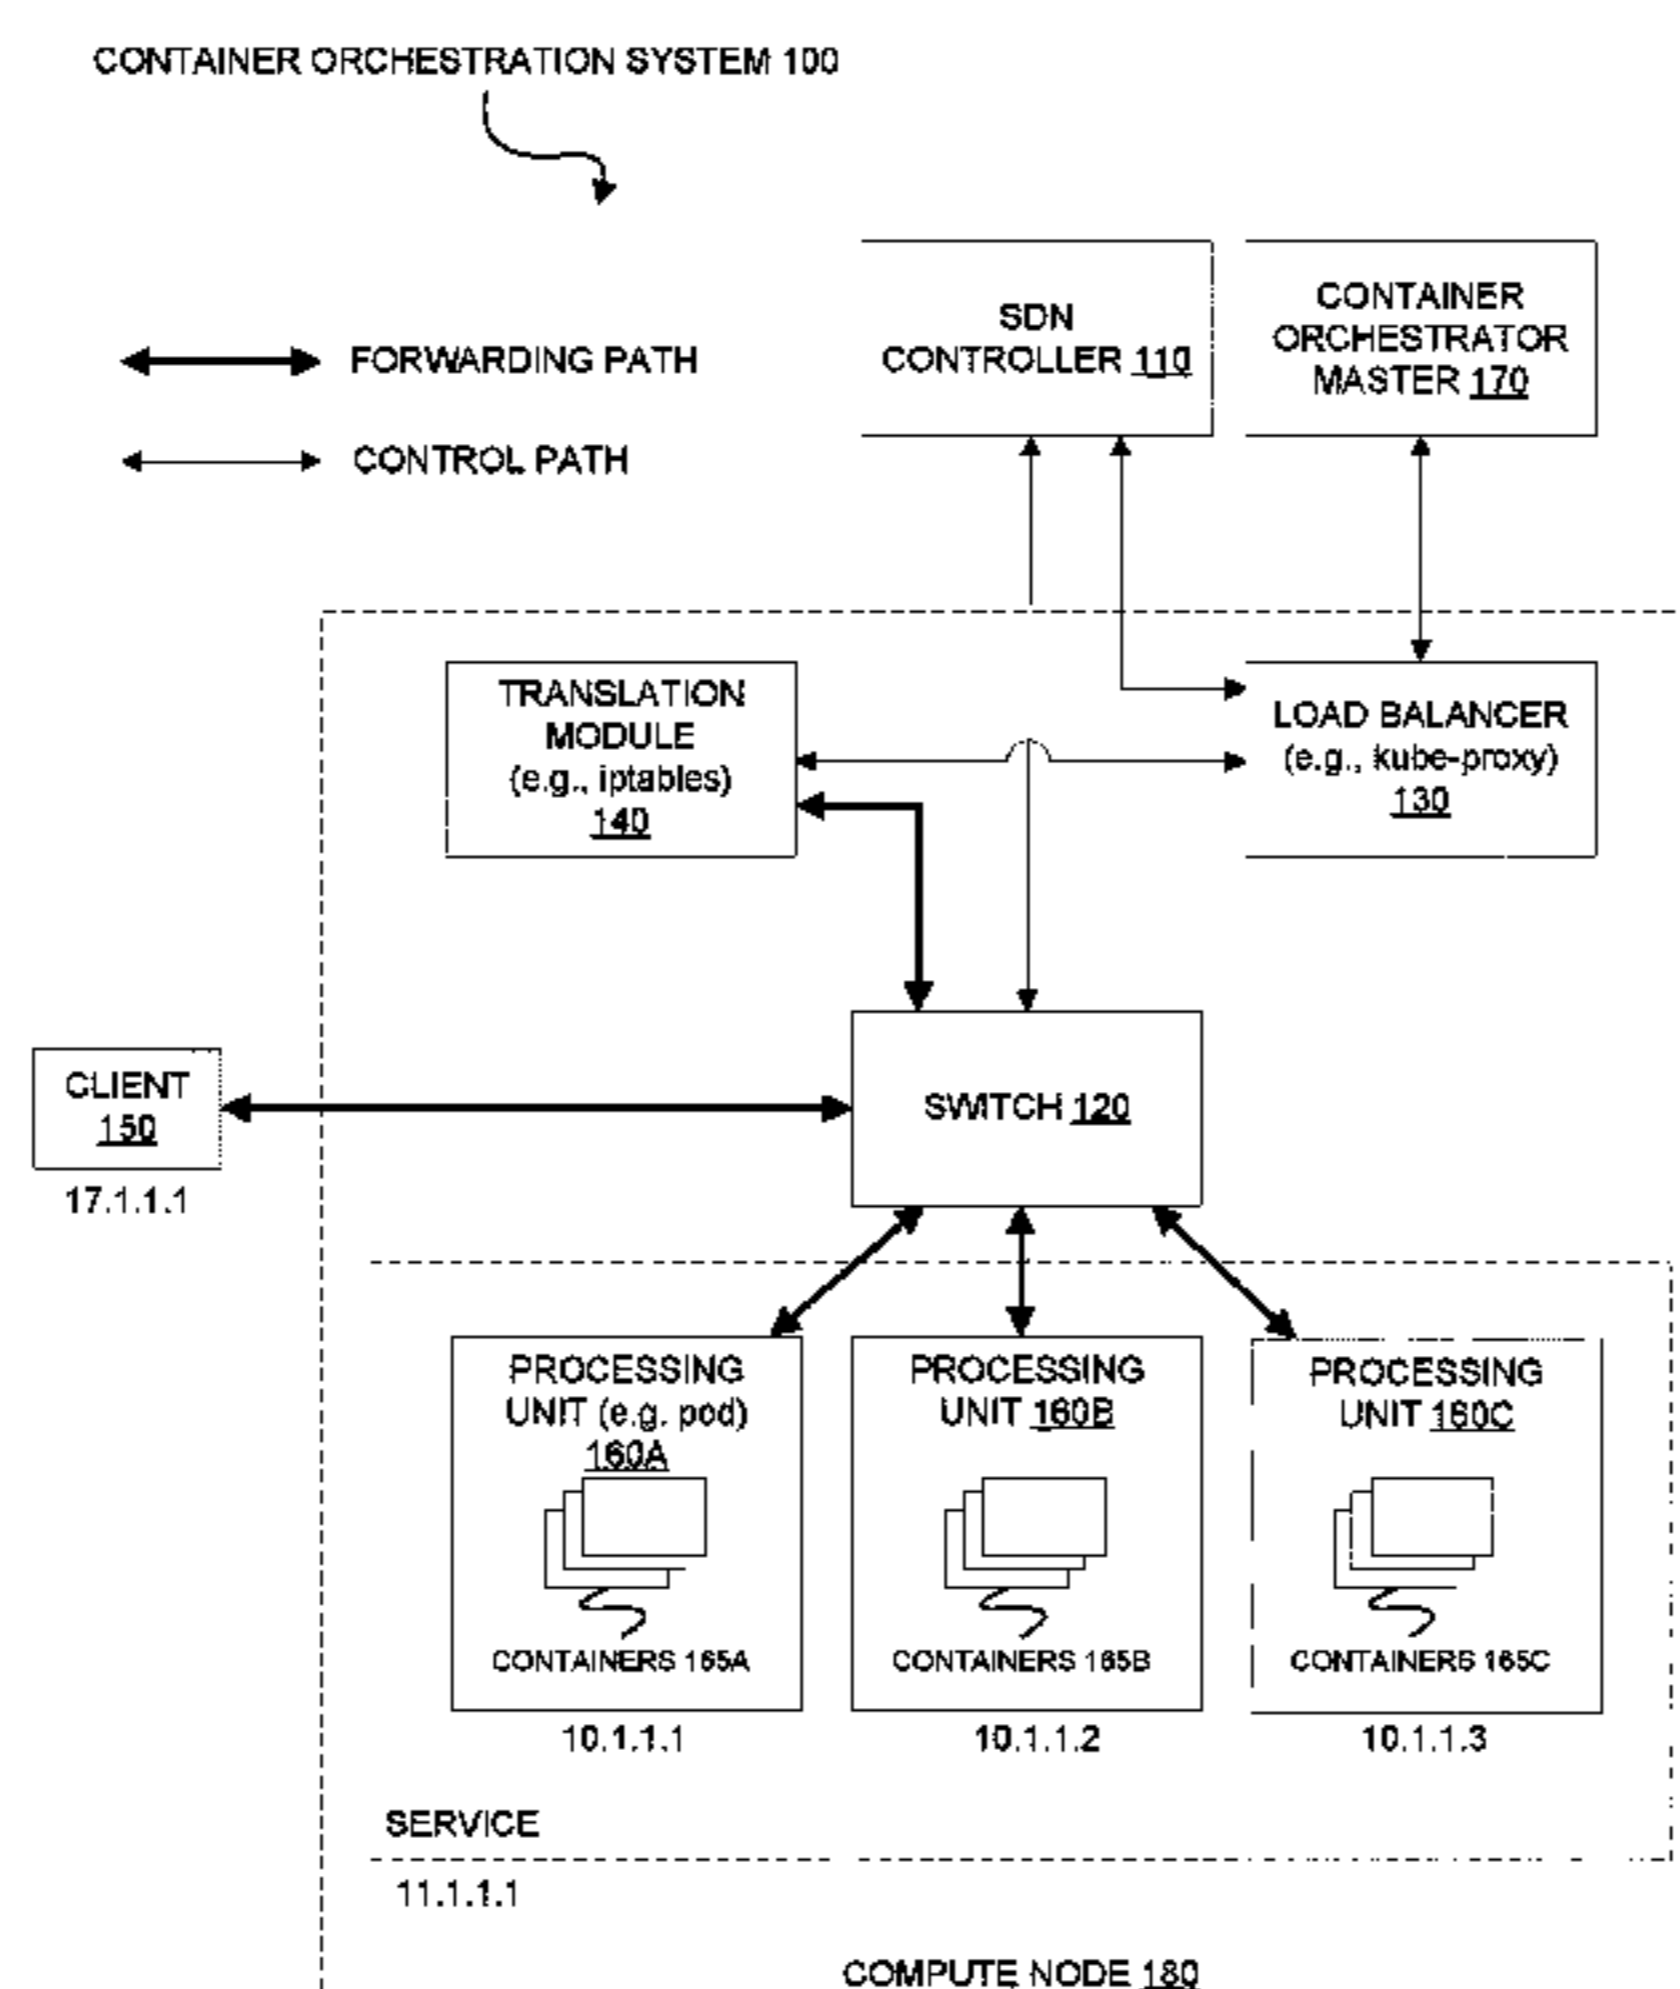 CONTAINER ORCHESTRATION SYSTEM 100
SDN
CONTROLLER 110
CONTAINER
ORCHESTRATOR
MASTER 170
FORWARDING PATH
CONTROL PATH
TRANSLATION
MODULE
(e.g., iptables)
140
LOAD BALANCER
(e.g., kube-proxy)
130
CLIENT
150
17.1.1.1
SWITCH 120
PROCESSING
UNIT (e.g. pod)
160A
CONTAINERS 165A
10.1.1.1
PROCESSING
UNIT 160B
CONTAINERS 165B
10.1.1.2
PROCESSING
UNIT 160C
CONTAINERS 165C
10.1.1.3
SERVICE
11.1.1.1
COMPUTE NODE 180